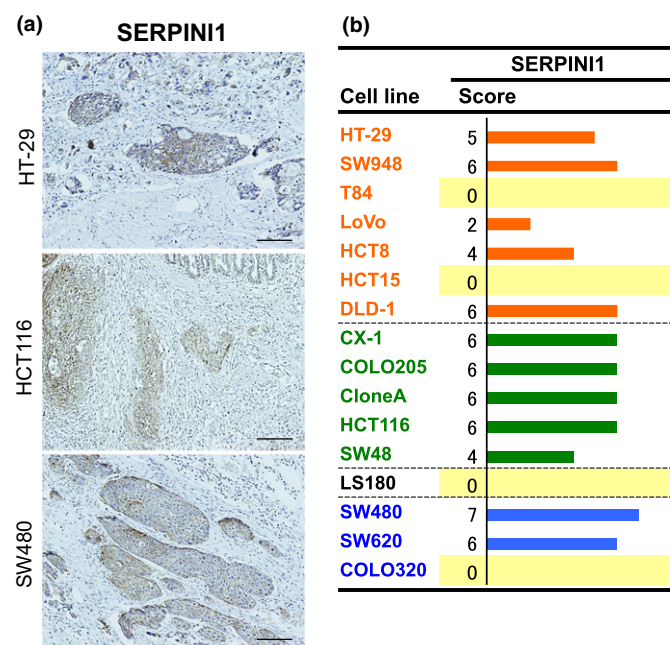 (a)
SERPINI1
HT-29
HCT116
SW480
(b)
SERPINI1
Cell line Score
HT-29 5
SW948 6
T84 0
LoVo 2
HCT8 4
HCT15 0
DLD-1 6
CX-1 6
COLO205 6
CloneA 6
HCT116 6
SW48 4
LS180 0
SW480 7
SW620 6
COLO320 0